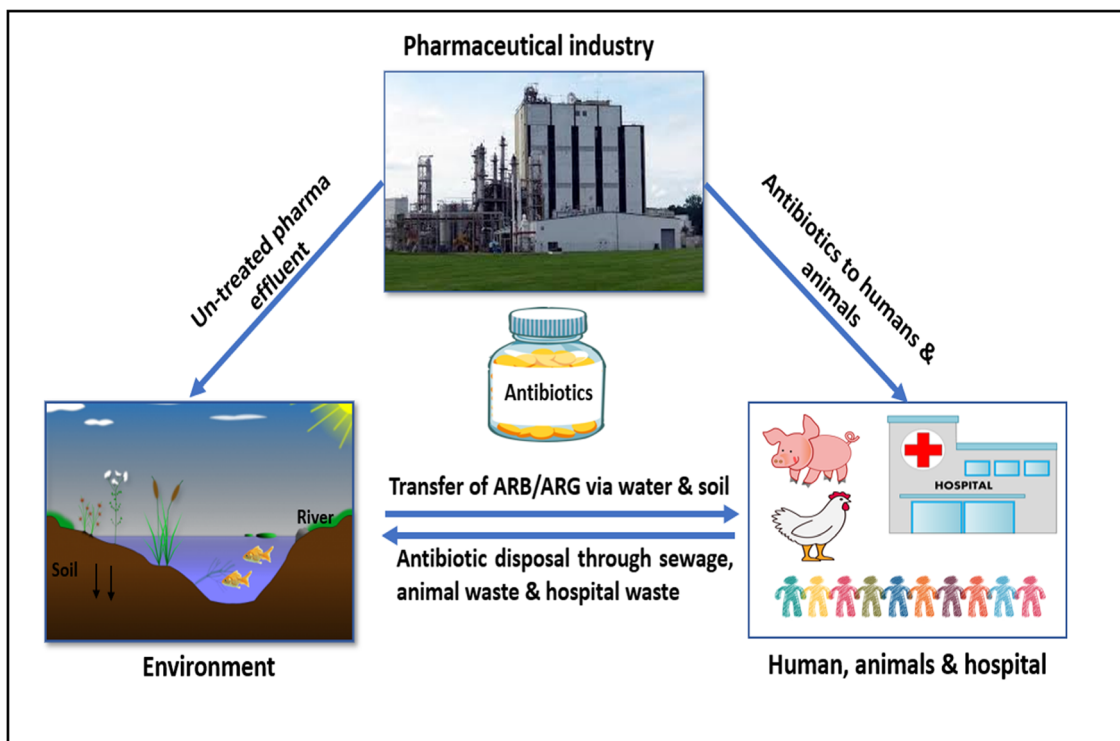 Pharmaceutical industry
Un-treated pharma
effluent
Antibiotics to humans &
animals
Antibiotics
HOSPITAL
Transfer of ARB/ARG via water & soil
River
Antibiotic disposal through sewage,
animal waste & hospital waste
Soil
Environment
Human, animals & hospital